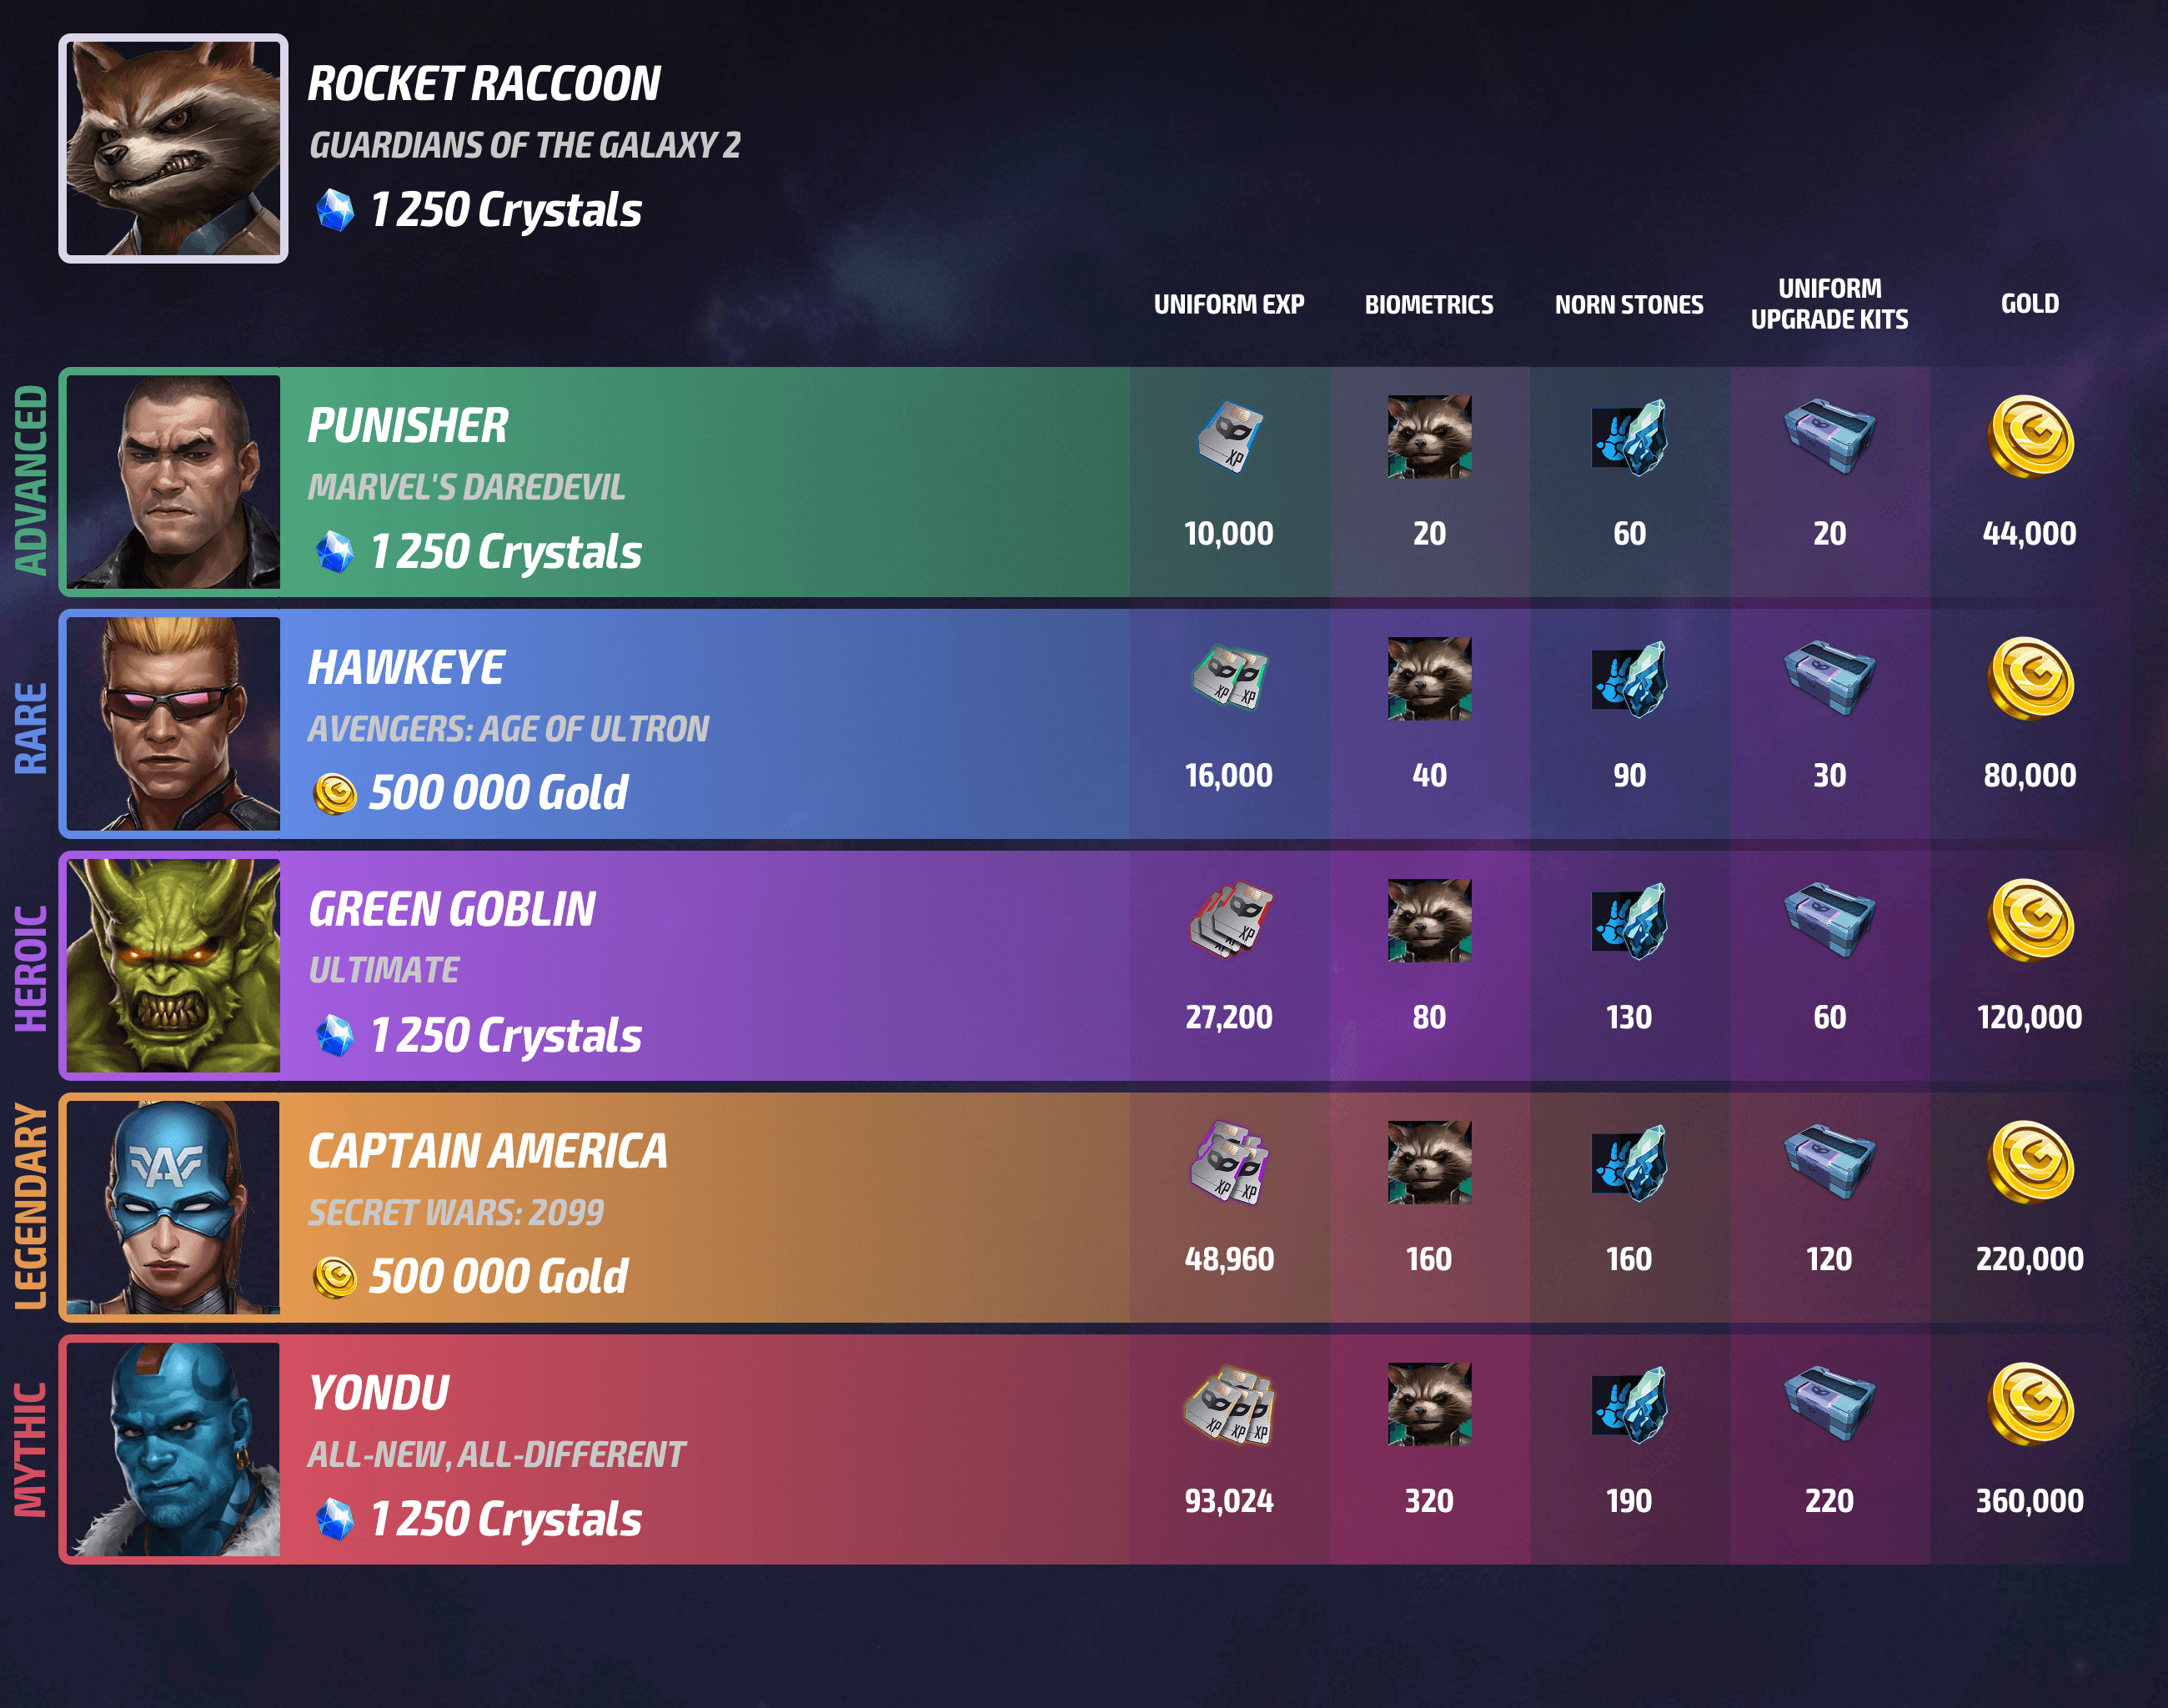 ROCKET RACCOON
GUARDIANS OF THE GALAXY 2
1 250 Crystals
UNIFORM EXP
BIOMETRICS
NORN STONES
UNIFORM
UPGRADE KITS
GOLD
ADVANCED
PUNISHER
MARVEL'S DAREDEVIL
1 250 Crystals
XP
10,000
20
60
20
44,000
RARE
HAWKEYE
AVENGERS: AGE OF ULTRON
500 000 Gold
XP XP
16,000
40
90
30
80,000
HEROIC
GREEN GOBLIN
ULTIMATE
1 250 Crystals
XP
27,200
80
130
60
120,000
LEGENDARY
A
CAPTAIN AMERICA
SECRET WARS: 2099
500 000 Gold
XP XP
48,960
160
160
120
220,000
MYTHIC
YONDU
ALL-NEW, ALL-DIFFERENT
1 250 Crystals
XP XP XP
93,024
320
190
220
360,000